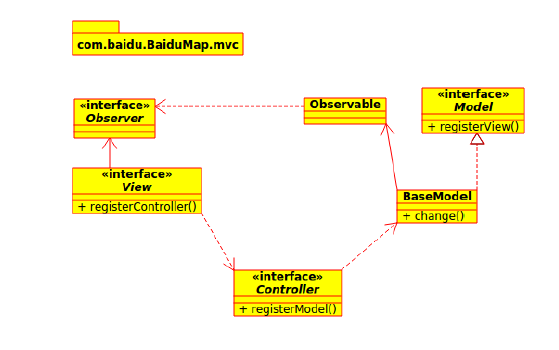 com.baidu.BaiduMap.mvc
«interface»
Observer
Observable
«interface»
Model
+ registerView()
«interface»
View
+ registerController()
BaseModel
+ change()
«interface»
Controller
+ registerModel()